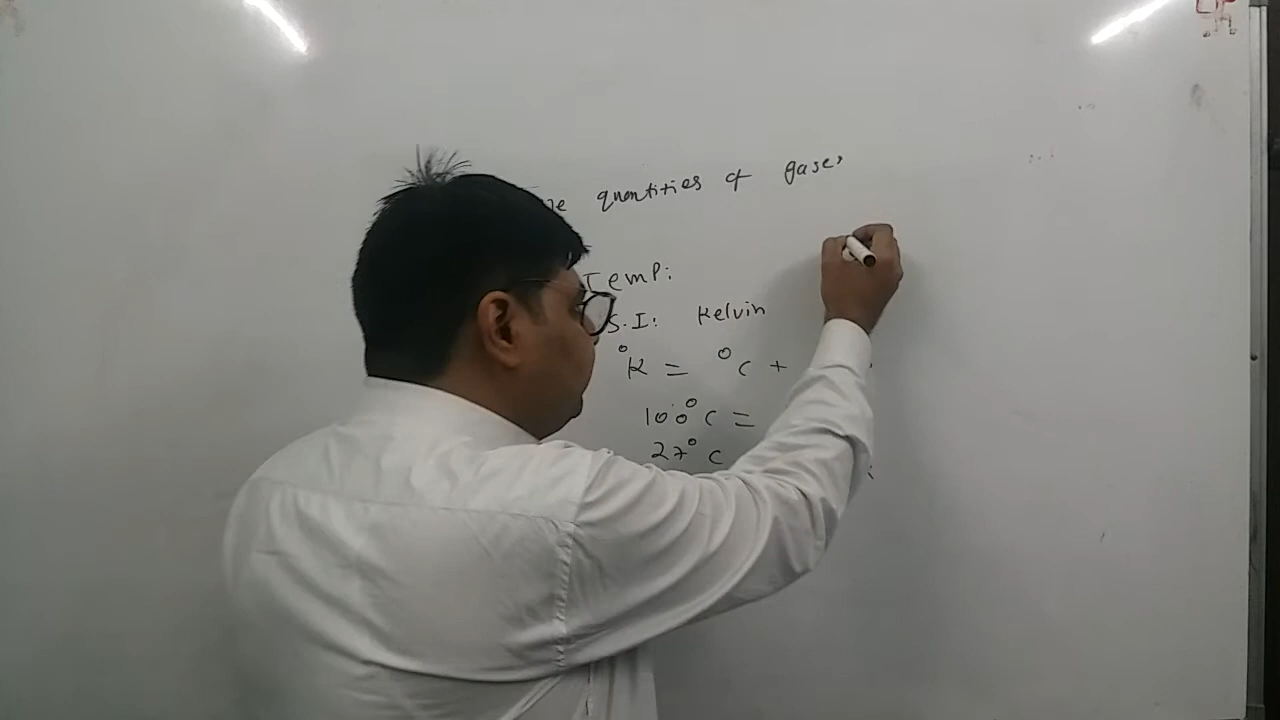 quantities of gases
Temp:
S.I: Kelvin
°K = °C +
100°C =
27°C